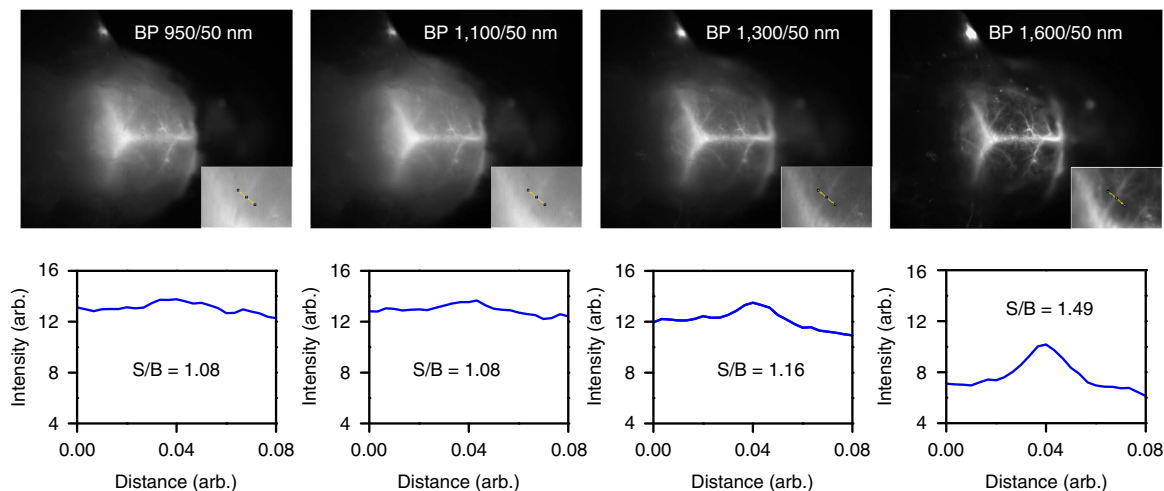 BP 950/50 nm
BP 1,100/50 nm
BP 1,300/50 nm
BP 1,600/50 nm
16
12
8
4
Intensity (arb.)
S/B = 1.08
0.00 0.04 0.08
Distance (arb.)
16
12
8
4
Intensity (arb.)
S/B = 1.08
0.00 0.04 0.08
Distance (arb.)
16
12
8
4
Intensity (arb.)
S/B = 1.16
0.00 0.04 0.08
Distance (arb.)
16
12
8
4
Intensity (arb.)
S/B = 1.49
0.00 0.04 0.08
Distance (arb.)